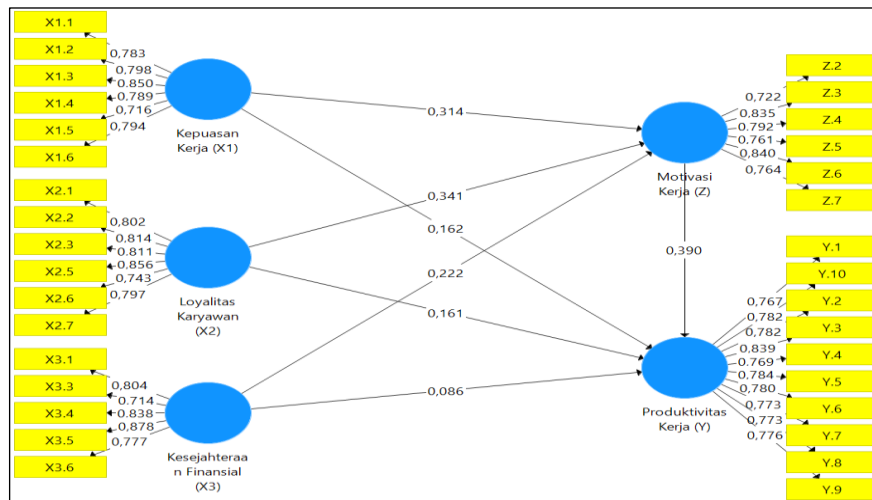 X1.1
X1.2
X1.3
X1.4
X1.5
X1.6
0,783
0,798
0.850
0.789
0,716
0,794
Kepuasan
Kerja (X1)
X2.1
X2.2
X2.3
X2.5
X2.6
X2.7
0,802
0.814
0.811
0.856
0,743
0,797
Loyalitas
Karyawan
(X2)
X3.1
X3.3
X3.4
X3.5
X3.6
0,804
0,714
0.838
0,878
0,777
Kesejahteraa
n Finansial
(X3)
0,314
0,341
0,162
0,222
0,161
0,086
0,390
Z.2
Z.3
Z.4
Z.5
Z.6
Z.7
0,722
0,835
0.792
0.761
0,840
0,764
Motivasi
Kerja (Z)
Y.1
Y.10
Y.2
Y.3
Y.4
Y.5
Y.6
Y.7
Y.8
Y.9
0,767
0,782
0,782
0,839
0.769
0,784
0,780
0,773
0,773
0,776
Produktivitas
Kerja (Y)